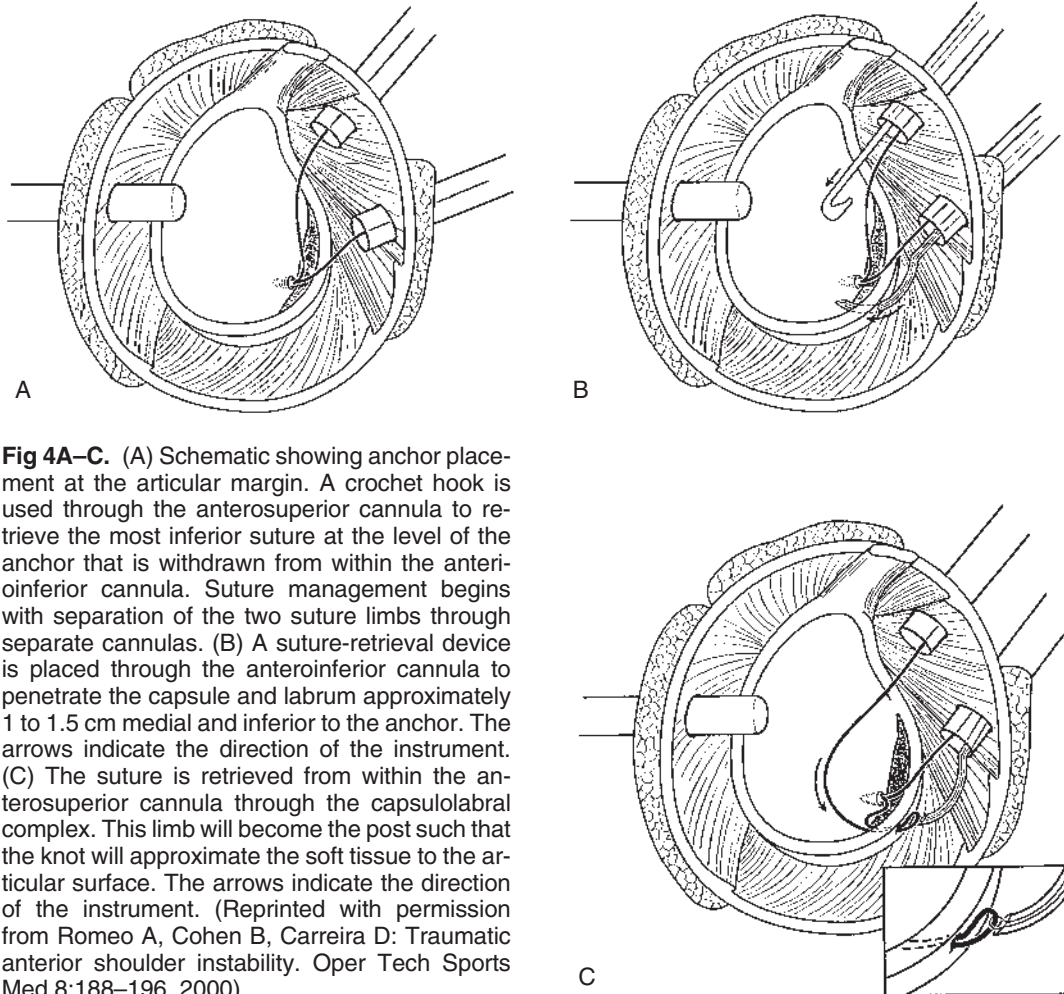 A
B
Fig 4A–C. (A) Schematic showing anchor place-
ment at the articular margin. A crochet hook is
used through the anterosuperior cannula to re-
trieve the most inferior suture at the level of the
anchor that is withdrawn from within the anteri-
oinferior cannula. Suture management begins
with separation of the two suture limbs through
separate cannulas. (B) A suture-retrieval device
is placed through the anteroinferior cannula to
penetrate the capsule and labrum approximately
1 to 1.5 cm medial and inferior to the anchor. The
arrows indicate the direction of the instrument.
(C) The suture is retrieved from within the an-
terosuperior cannula through the capsulolabral
complex. This limb will become the post such that
the knot will approximate the soft tissue to the ar-
ticular surface. The arrows indicate the direction
of the instrument. (Reprinted with permission
from Romeo A, Cohen B, Carreira D: Traumatic
anterior shoulder instability. Oper Tech Sports
Med 8:188–196, 2000)
C